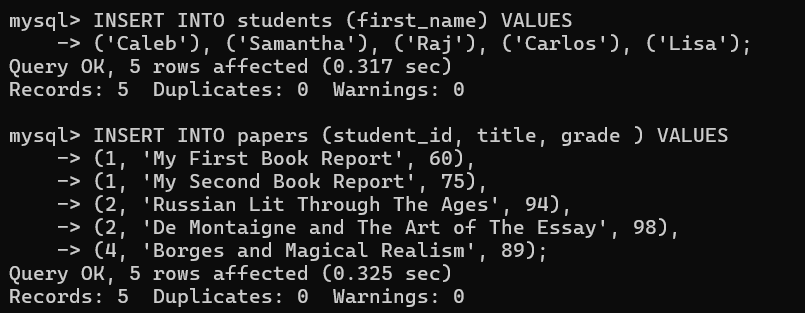 mysql> INSERT INTO students (first_name) VALUES
    -> ('Caleb'), ('Samantha'), ('Raj'), ('Carlos'), ('Lisa');
Query OK, 5 rows affected (0.317 sec)
Records: 5  Duplicates: 0  Warnings: 0

mysql> INSERT INTO papers (student_id, title, grade ) VALUES
    -> (1, 'My First Book Report', 60),
    -> (1, 'My Second Book Report', 75),
    -> (2, 'Russian Lit Through The Ages', 94),
    -> (2, 'De Montaigne and The Art of The Essay', 98),
    -> (4, 'Borges and Magical Realism', 89);
Query OK, 5 rows affected (0.325 sec)
Records: 5  Duplicates: 0  Warnings: 0